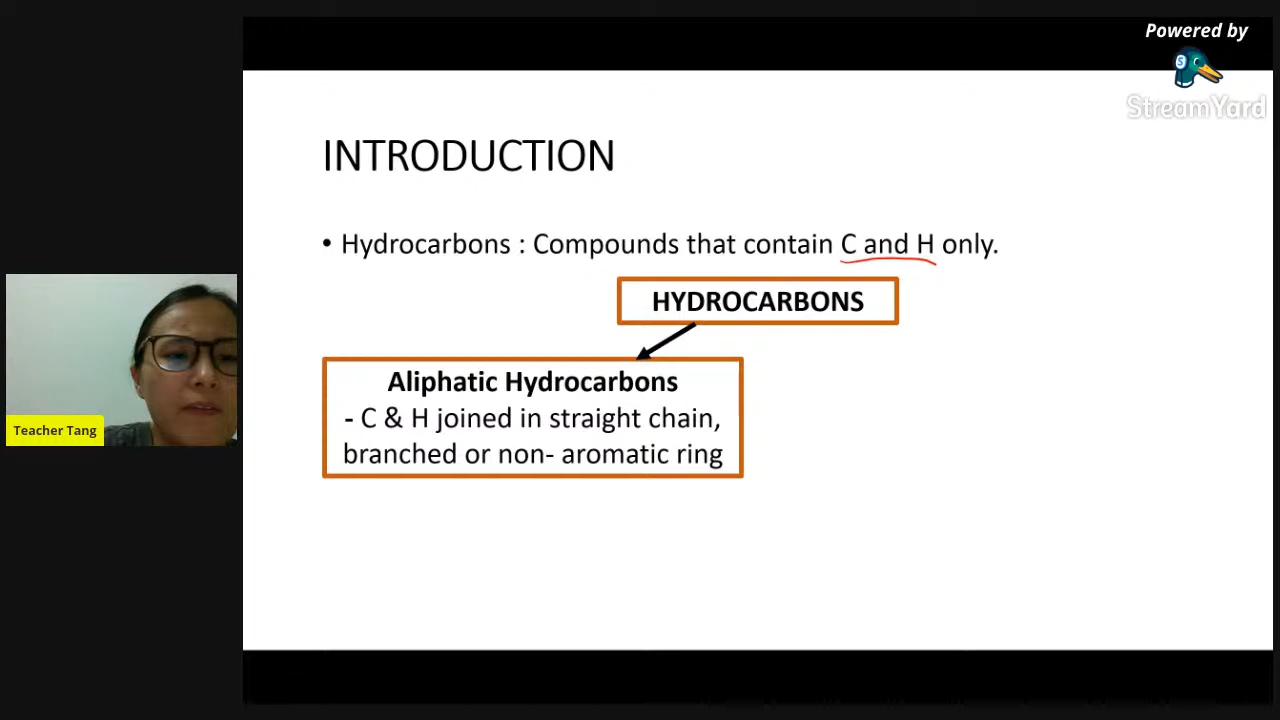 Powered by
StreamYard
INTRODUCTION
• Hydrocarbons : Compounds that contain C and H only.
HYDROCARBONS
Aliphatic Hydrocarbons
- C & H joined in straight chain,
branched or non- aromatic ring
Teacher Tang